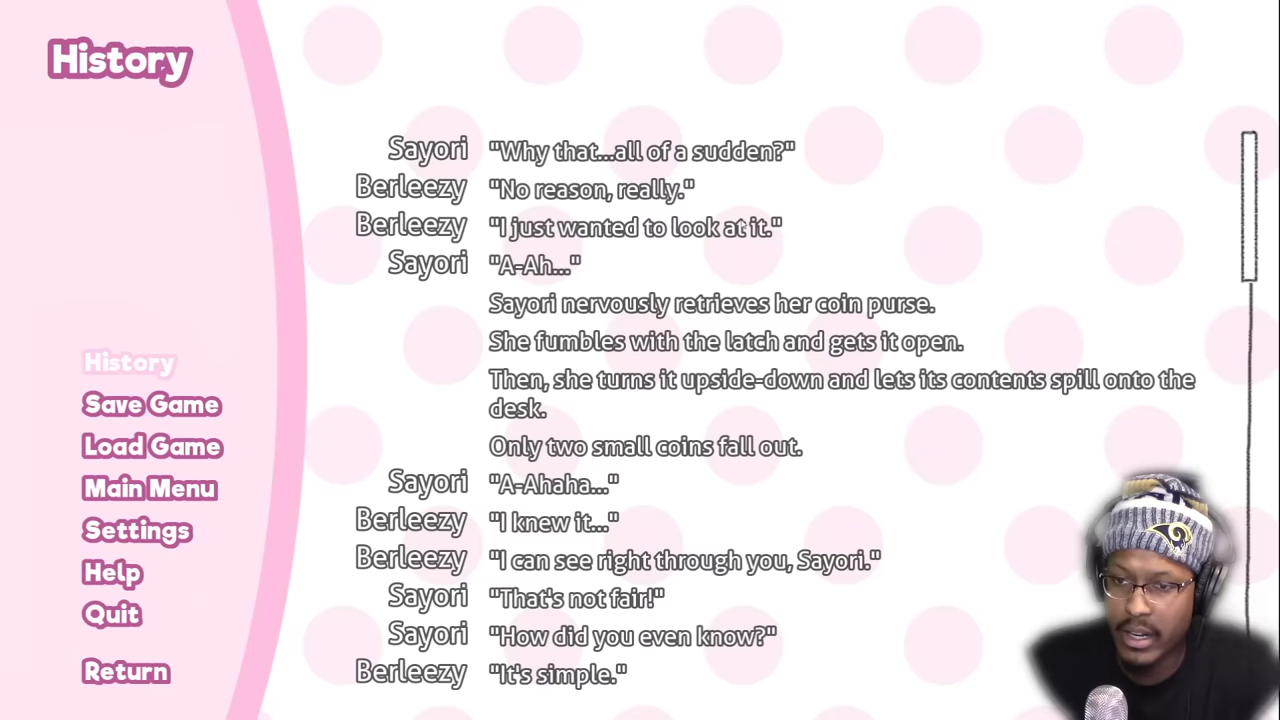 History
Sayori "Why that...all of a sudden?"
Berleezy "No reason, really."
Berleezy "I just wanted to look at it."
Sayori "A-Ah..."
Sayori nervously retrieves her coin purse.
She fumbles with the latch and gets it open.
Then, she turns it upside-down and lets its contents spill onto the
desk.
Only two small coins fall out.
Sayori "A-Ahaha..."
Berleezy "I knew it..."
Berleezy "I can see right through you, Sayori."
Sayori "That's not fair!"
Sayori "How did you even know?"
Berleezy "It's simple."
History
Save Game
Load Game
Main Menu
Settings
Help
Quit
Return